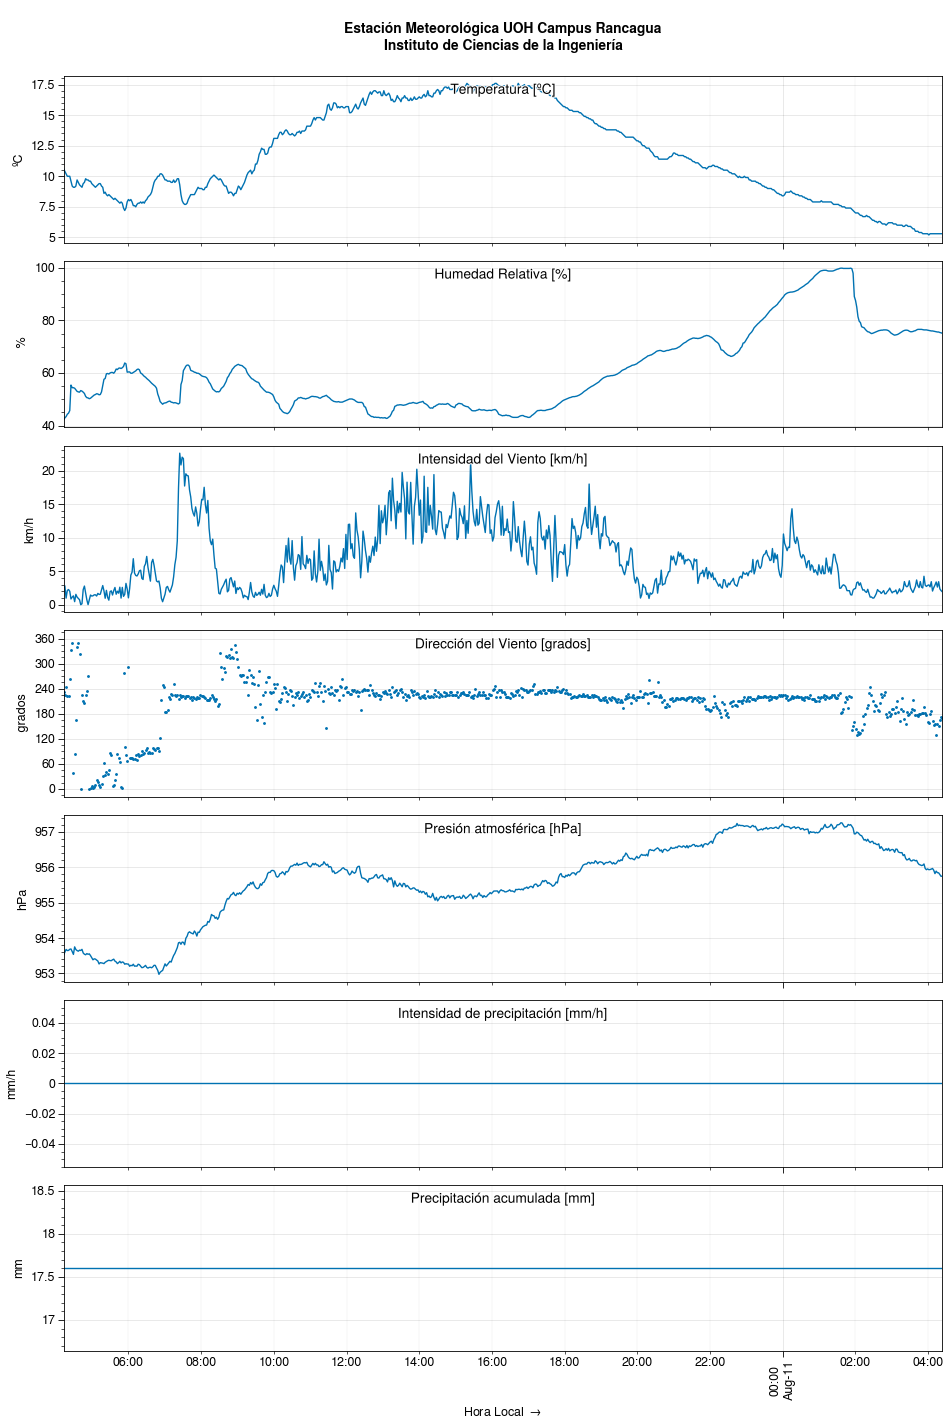 Estación Meteorológica UOH Campus Rancagua
Instituto de Ciencias de la Ingeniería
Temperatura [ºC]
ºC
17.5
15
12.5
10
7.5
5
Humedad Relativa [%]
%
100
80
60
40
Intensidad del Viento [km/h]
km/h
20
15
10
5
0
Dirección del Viento [grados]
grados
360
300
240
180
120
60
0
Presión atmosférica [hPa]
hPa
957
956
955
954
953
Intensidad de precipitación [mm/h]
mm/h
0.04
0.02
0
−0.02
−0.04
Precipitación acumulada [mm]
mm
18.5
18
17.5
17
06:00 08:00 10:00 12:00 14:00 16:00 18:00 20:00 22:00 00:00 02:00 04:00
Aug-11
Hora Local →